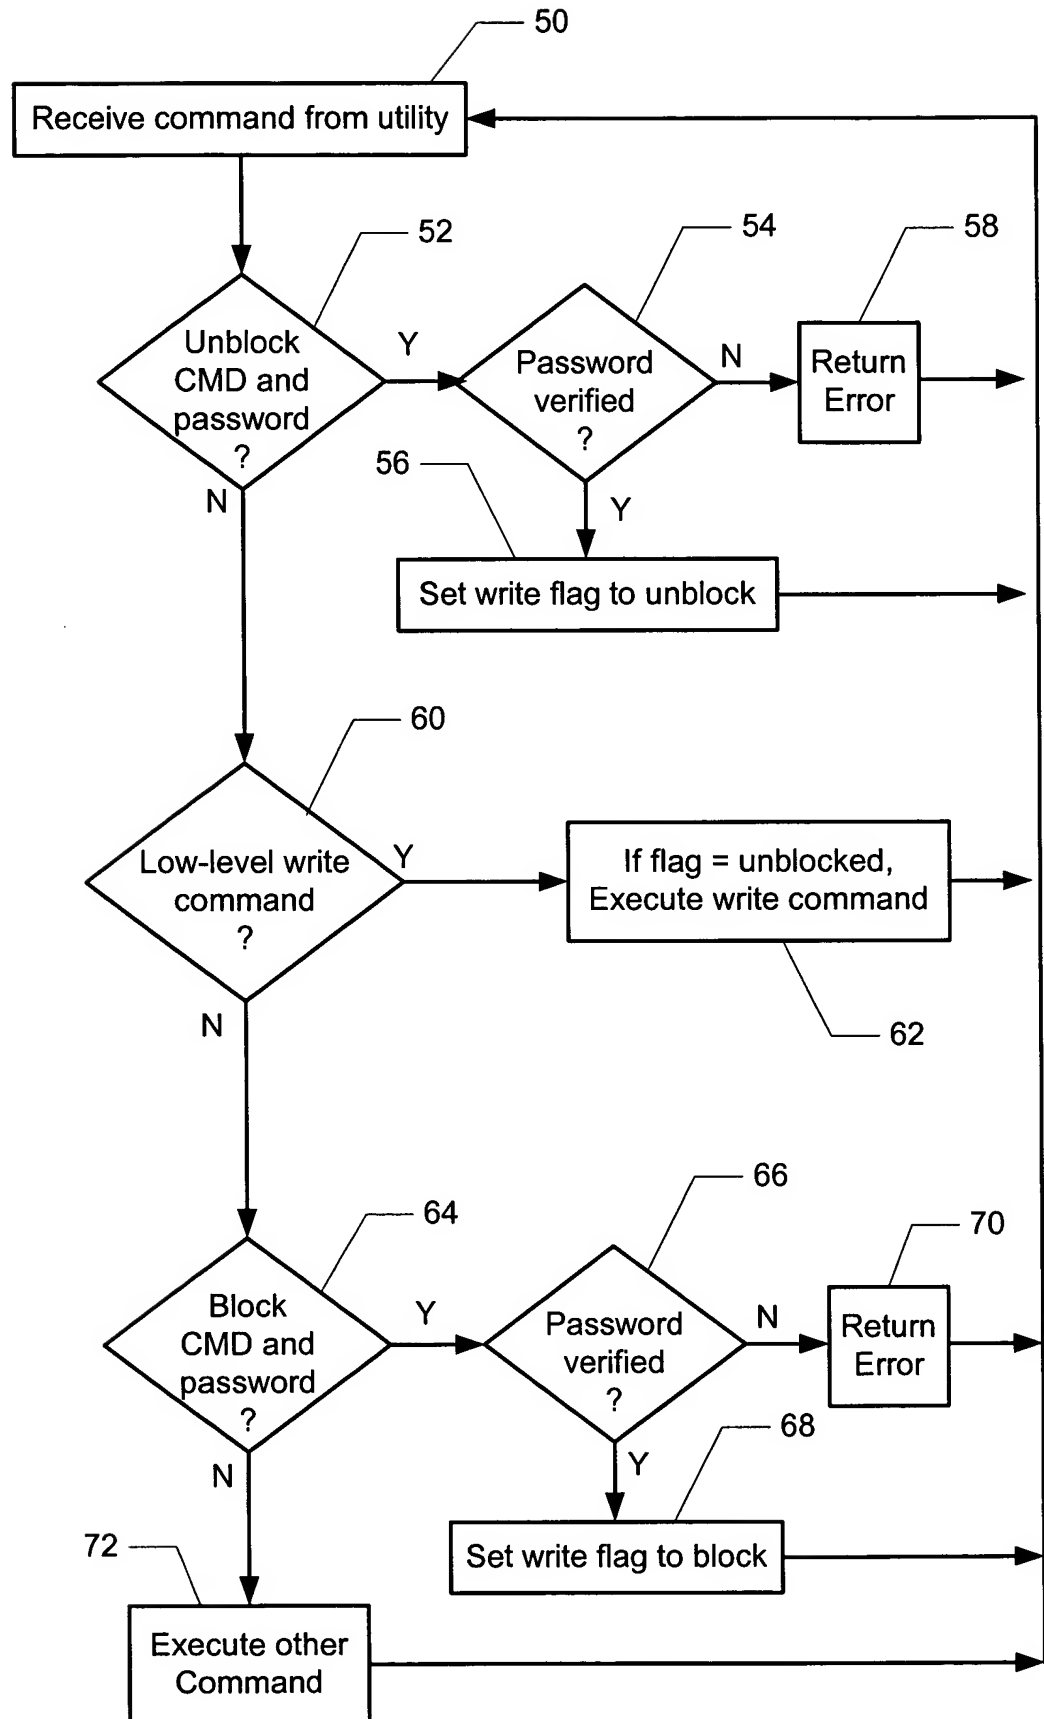 50
Receive command from utility
52
54
58
Unblock
CMD and
password
?
Y
Password
verified
?
N
Return
Error
56
N
Y
Set write flag to unblock
60
Low-level write
command
?
Y
If flag = unblocked,
Execute write command
N
62
66
64
70
Block
CMD and
password
?
Y
Password
verified
?
N
Return
Error
68
N
Y
72
Set write flag to block
Execute other
Command